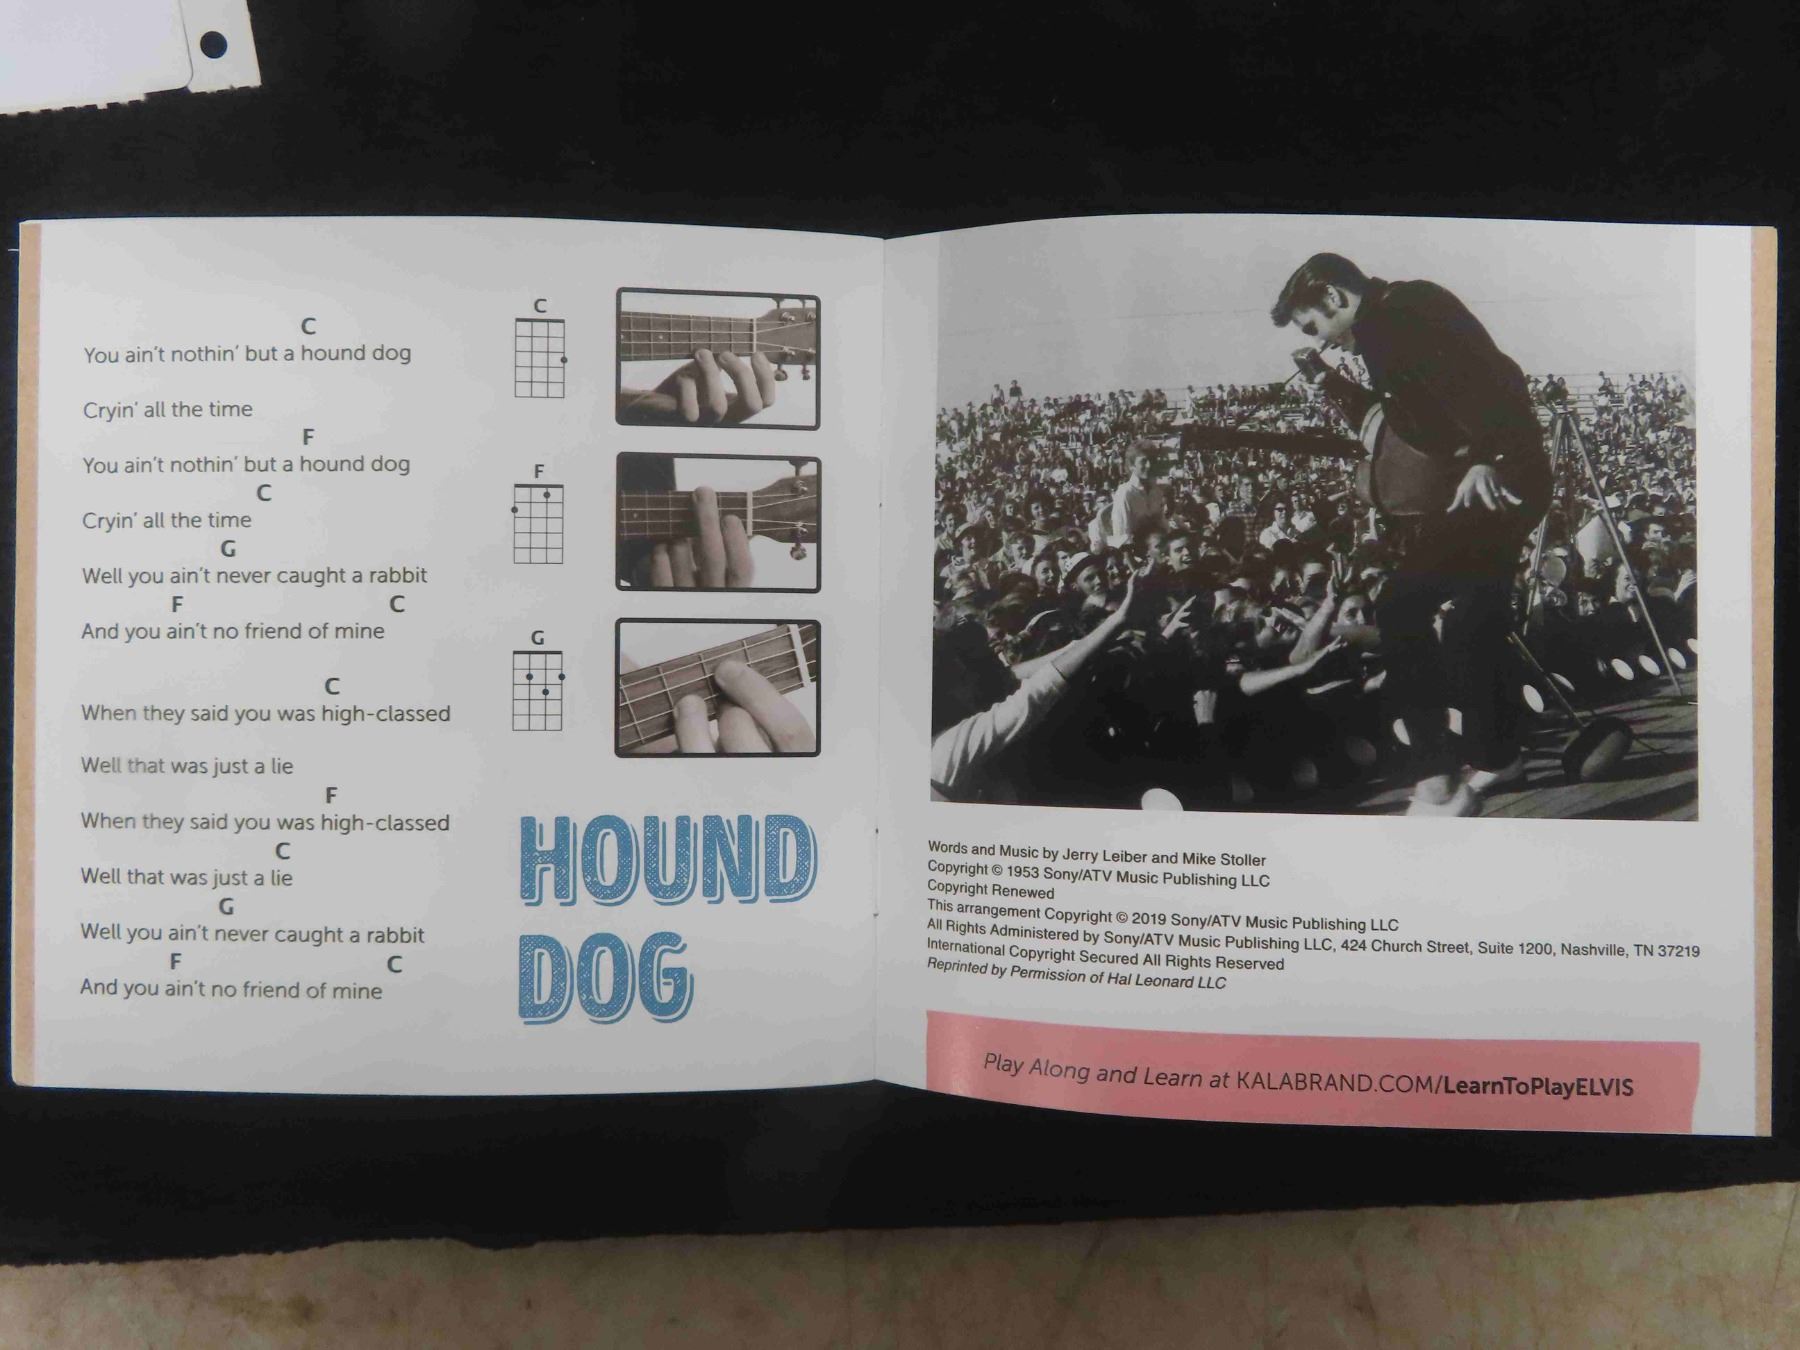 C
You ain't nothin' but a hound dog
Cryin' all the time
F
You ain't nothin' but a hound dog
C
Cryin' all the time
G
Well you ain't never caught a rabbit
F C
And you ain't no friend of mine
C
When they said you was high-classed
Well that was just a lie
F
When they said you was high-classed
C
Well that was just a lie
G
Well you ain't never caught a rabbit
F C
And you ain't no friend of mine
C
F
G
HOUND
DOG
Words and Music by Jerry Leiber and Mike Stoller
Copyright © 1953 Sony/ATV Music Publishing LLC
Copyright Renewed
This arrangement Copyright © 2019 Sony/ATV Music Publishing LLC
All Rights Administered by Sony/ATV Music Publishing LLC, 424 Church Street, Suite 1200, Nashville, TN 37219
International Copyright Secured All Rights Reserved
Reprinted by Permission of Hal Leonard LLC
Play Along and Learn at KALABRAND.COM/LearnToPlayELVIS